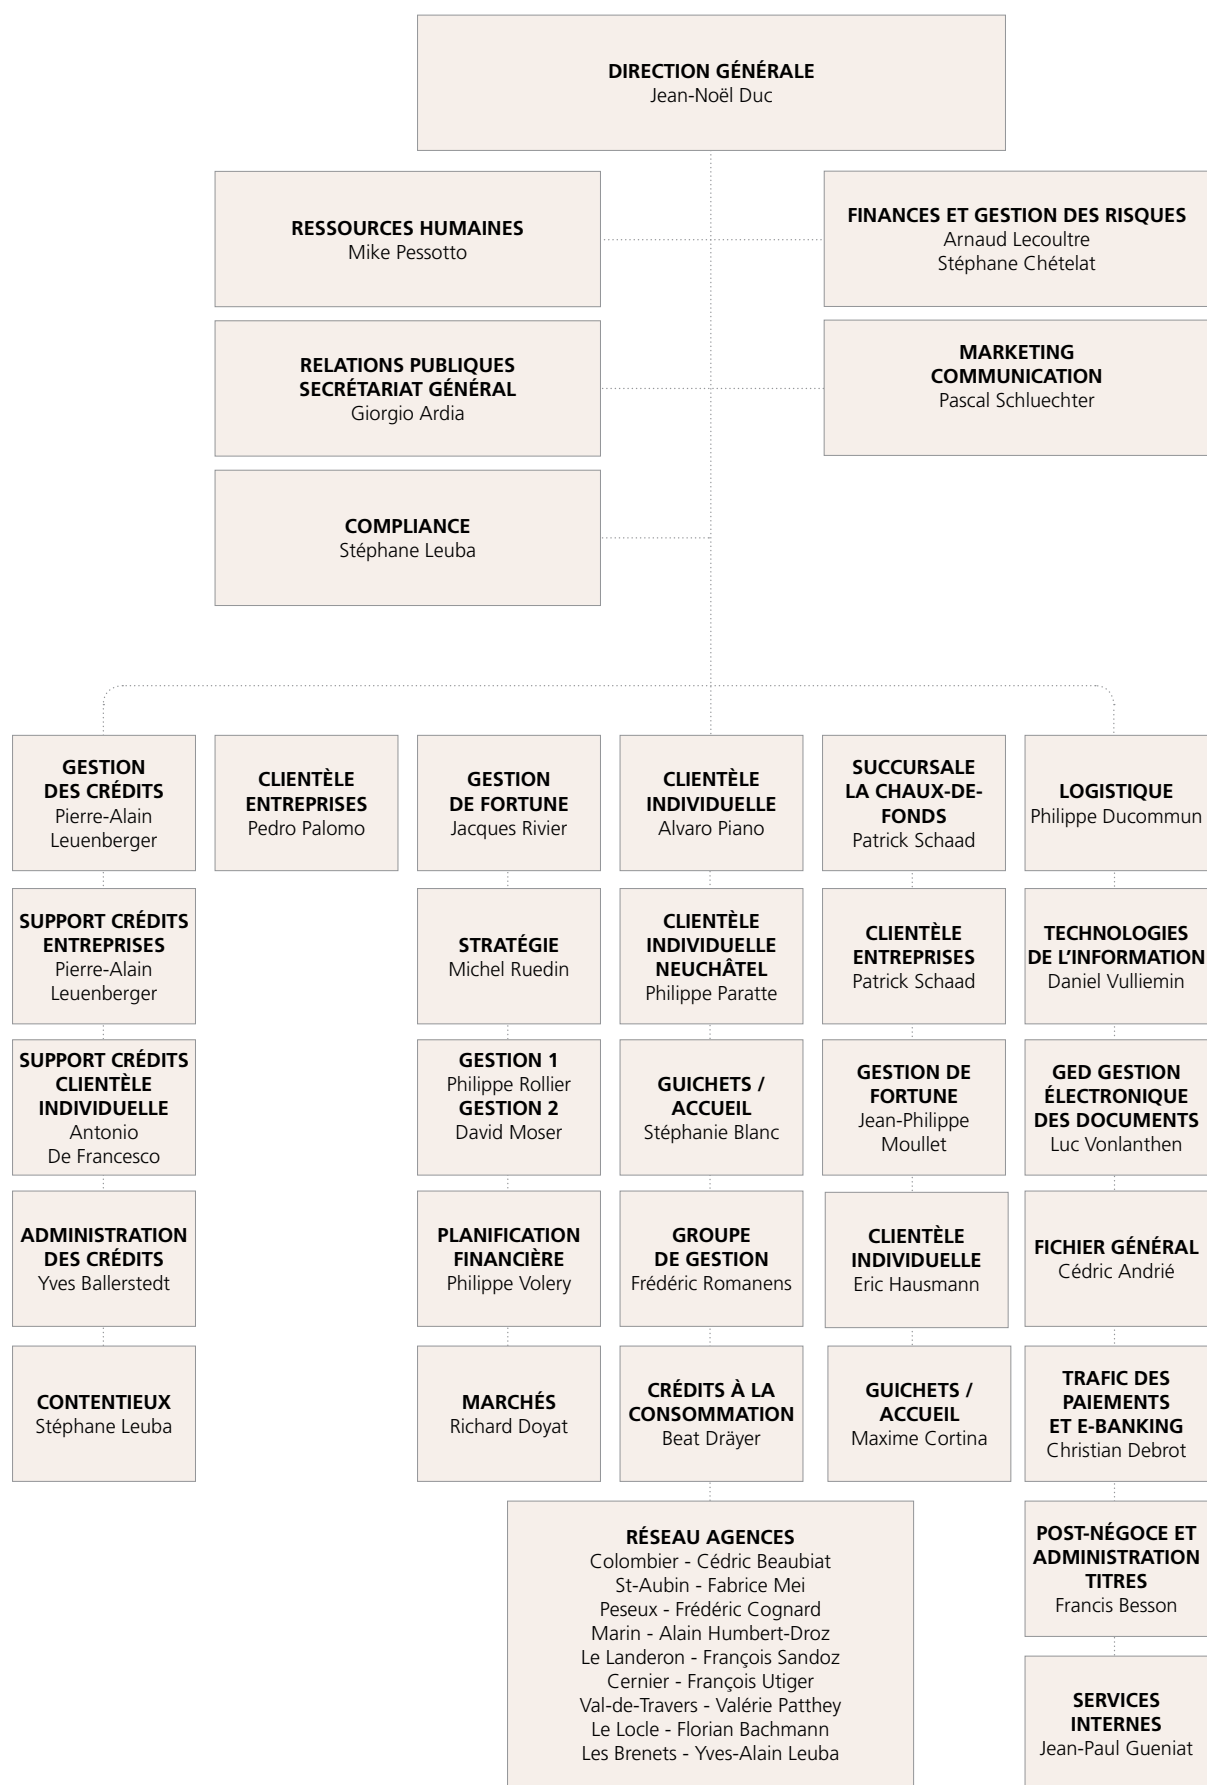 DIRECTION GÉNÉRALE
Jean-Noël Duc
RESSOURCES HUMAINES
Mike Pessotto
FINANCES ET GESTION DES RISQUES
Arnaud Lecoultre
Stéphane Chételat
RELATIONS PUBLIQUES
SECRÉTARIAT GÉNÉRAL
Giorgio Ardia
MARKETING
COMMUNICATION
Pascal Schluechter
COMPLIANCE
Stéphane Leuba
GESTION
DES CRÉDITS
Pierre-Alain
Leuenberger
CLIENTÈLE
ENTREPRISES
Pedro Palomo
GESTION
DE FORTUNE
Jacques Rivier
CLIENTÈLE
INDIVIDUELLE
Alvaro Piano
SUCCURSALE
LA CHAUX-DE-
FONDS
Patrick Schaad
LOGISTIQUE
Philippe Ducommun
SUPPORT CRÉDITS
ENTREPRISES
Pierre-Alain
Leuenberger
STRATÉGIE
Michel Ruedin
CLIENTÈLE
INDIVIDUELLE
NEUCHÂTEL
Philippe Paratte
CLIENTÈLE
ENTREPRISES
Patrick Schaad
TECHNOLOGIES
DE L'INFORMATION
Daniel Vulliemin
SUPPORT CRÉDITS
CLIENTÈLE
INDIVIDUELLE
Antonio
De Francesco
GESTION 1
Philippe Rollier
GESTION 2
David Moser
GUICHETS /
ACCUEIL
Stéphanie Blanc
GESTION DE
FORTUNE
Jean-Philippe
Moullet
GED GESTION
ÉLECTRONIQUE
DES DOCUMENTS
Luc Vonlanthen
ADMINISTRATION
DES CRÉDITS
Yves Ballerstedt
PLANIFICATION
FINANCIÈRE
Philippe Volery
GROUPE
DE GESTION
Frédéric Romanens
CLIENTÈLE
INDIVIDUELLE
Eric Hausmann
FICHIER GÉNÉRAL
Cédric Andrié
CONTENTIEUX
Stéphane Leuba
MARCHÉS
Richard Doyat
CRÉDITS À LA
CONSOMMATION
Beat Dräyer
GUICHETS /
ACCUEIL
Maxime Cortina
TRAFIC DES
PAIEMENTS
ET E-BANKING
Christian Debrot
RÉSEAU AGENCES
Colombier - Cédric Beaubiat
St-Aubin - Fabrice Mei
Peseux - Frédéric Cognard
Marin - Alain Humbert-Droz
Le Landeron - François Sandoz
Cernier - François Utiger
Val-de-Travers - Valérie Patthey
Le Locle - Florian Bachmann
Les Brenets - Yves-Alain Leuba
POST-NÉGOCE ET
ADMINISTRATION
TITRES
Francis Besson
SERVICES
INTERNES
Jean-Paul Gueniat